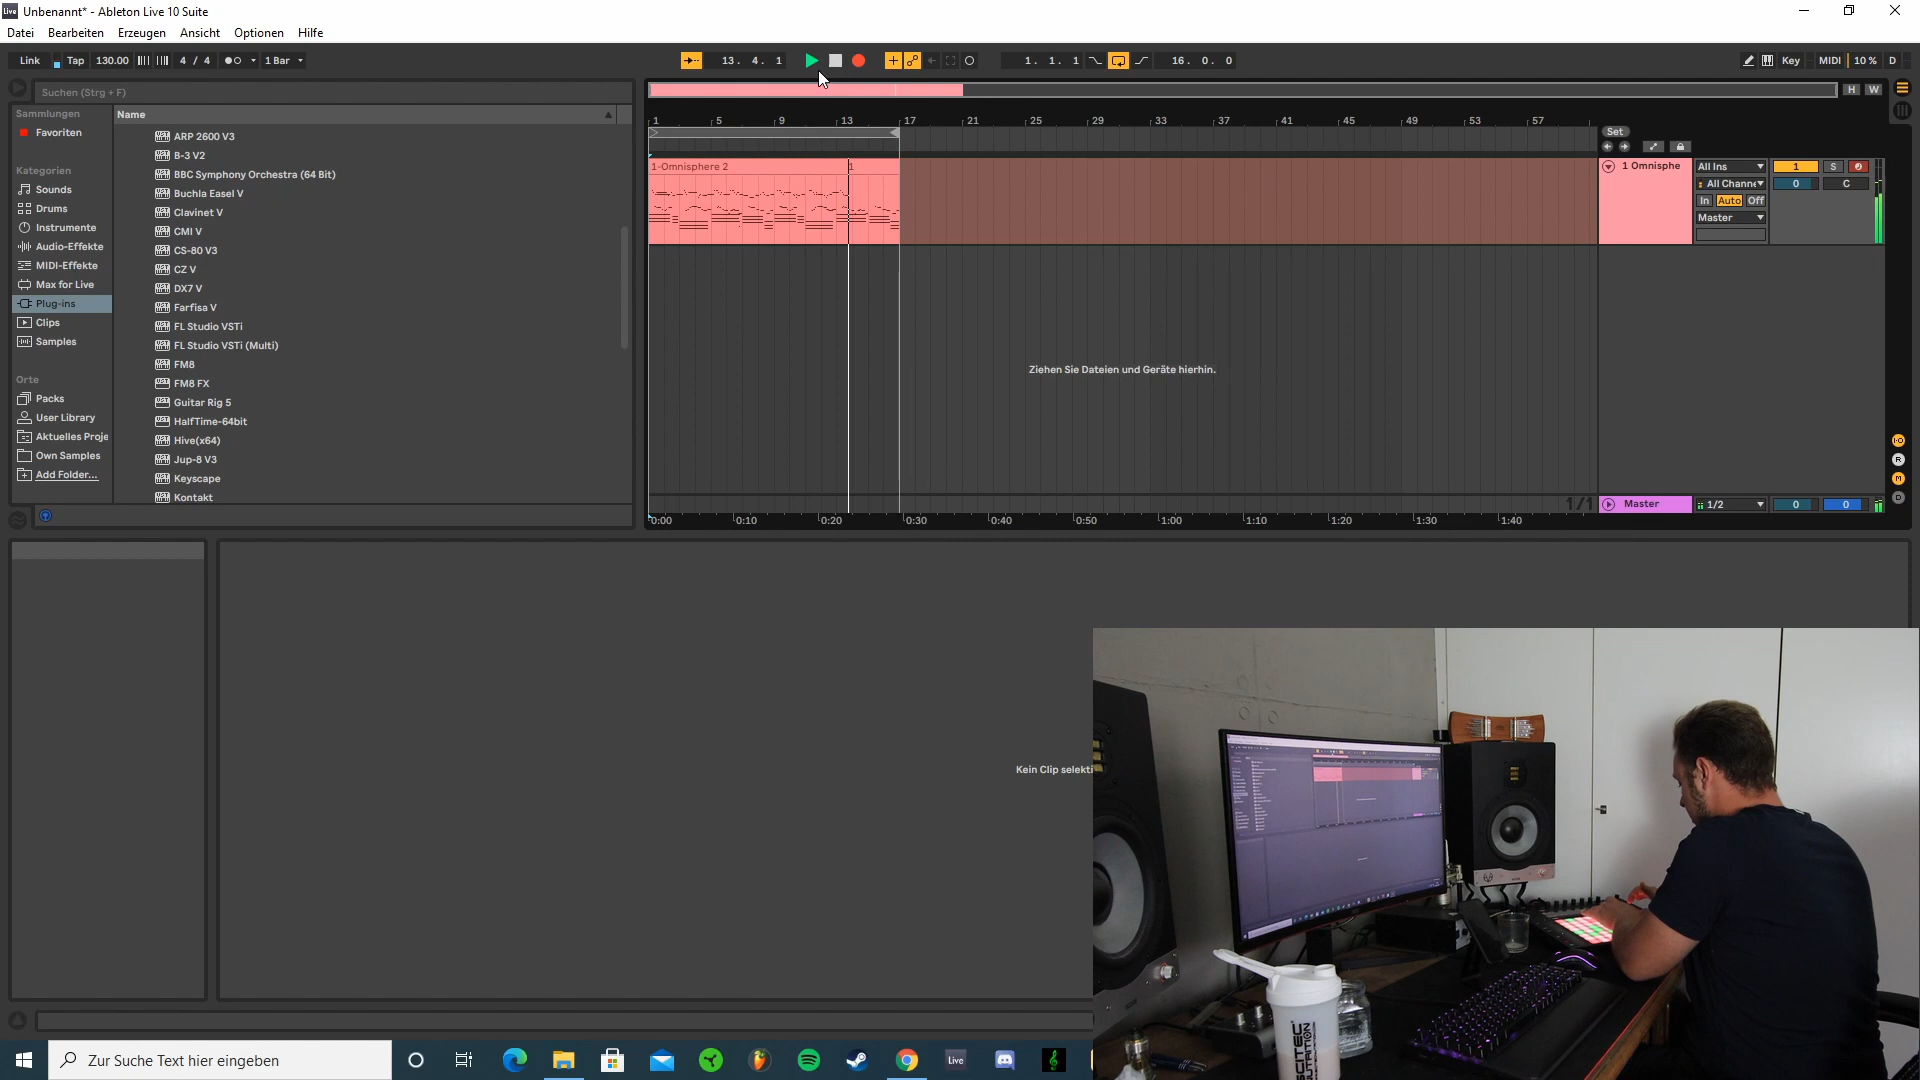 Live Unbenannt* - Ableton Live 10 Suite
Datei Bearbeiten Erzeugen Ansicht Optionen Hilfe
Link Tap 130.00 4 / 4 1 Bar 13. 4. 1 1. 1. 1 16. 0. 0 Key MIDI 10 % D
Suchen (Strg + F)
H W
Sammlungen
Favoriten
Kategorien
Sounds
Drums
Instrumente
Audio-Effekte
MIDI-Effekte
Max for Live
Plug-ins
Clips
Samples
Orte
Packs
User Library
Aktuelles Proje
Own Samples
Add Folder...
Name
ARP 2600 V3
B-3 V2
BBC Symphony Orchestra (64 Bit)
Buchla Easel V
Clavinet V
CMI V
CS-80 V3
CZ V
DX7 V
Farfisa V
FL Studio VSTi
FL Studio VSTi (Multi)
FM8
FM8 FX
Guitar Rig 5
HalfTime-64bit
Hive(x64)
Jup-8 V3
Keyscape
Kontakt
1 5 9 13 17 21 25 29 33 37 41 45 49 53 57
Set
1-Omnisphere 2 1
1 Omnisphe All Ins 1 S
All Channe 0 C
In Auto Off
Master
Ziehen Sie Dateien und Geräte hierhin.
I·O
R
M
D
1/1 Master 1/2 0 0
0:00 0:10 0:20 0:30 0:40 0:50 1:00 1:10 1:20 1:30 1:40
Kein Clip selekti
SCITEC
NUTRITION
Zur Suche Text hier eingeben
Live